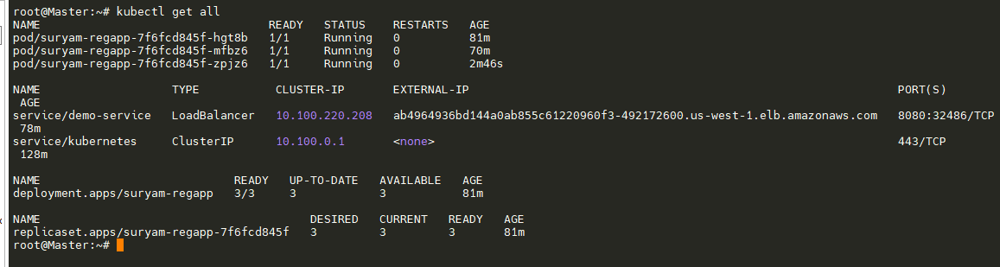 root@Master:~# kubectl get all
NAME READY STATUS RESTARTS AGE
pod/suryam-regapp-7f6fcd845f-hgt8b 1/1 Running 0 81m
pod/suryam-regapp-7f6fcd845f-mfbz6 1/1 Running 0 70m
pod/suryam-regapp-7f6fcd845f-zpjz6 1/1 Running 0 2m46s
NAME TYPE CLUSTER-IP EXTERNAL-IP PORT(S)
AGE
service/demo-service LoadBalancer 10.100.220.208 ab4964936bd144a0ab855c61220960f3-492172600.us-west-1.elb.amazonaws.com 8080:32486/TCP
78m
service/kubernetes ClusterIP 10.100.0.1 <none> 443/TCP
128m
NAME READY UP-TO-DATE AVAILABLE AGE
deployment.apps/suryam-regapp 3/3 3 3 81m
NAME DESIRED CURRENT READY AGE
replicaset.apps/suryam-regapp-7f6fcd845f 3 3 3 81m
root@Master:~#